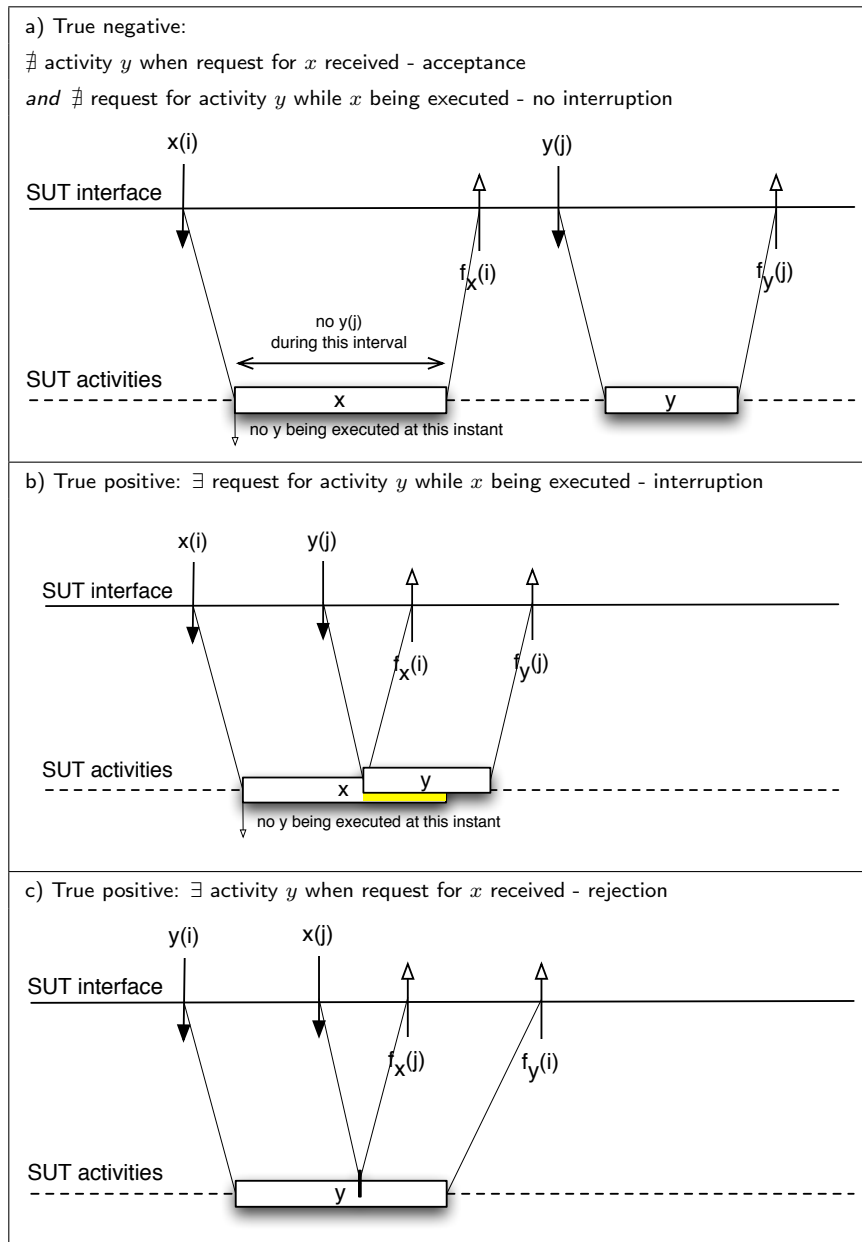 a) True negative:
∄ activity y when request for x received - acceptance
and ∄ request for activity y while x being executed - no interruption
x(i)
y(j)
SUT interface
f_x(i)
f_y(j)
no y(j)
during this interval
SUT activities
x
y
no y being executed at this instant
b) True positive: ∃ request for activity y while x being executed - interruption
x(i)
y(j)
SUT interface
f_x(i)
f_y(j)
SUT activities
x
y
no y being executed at this instant
c) True positive: ∃ activity y when request for x received - rejection
y(i)
x(j)
SUT interface
f_x(j)
f_y(i)
SUT activities
y